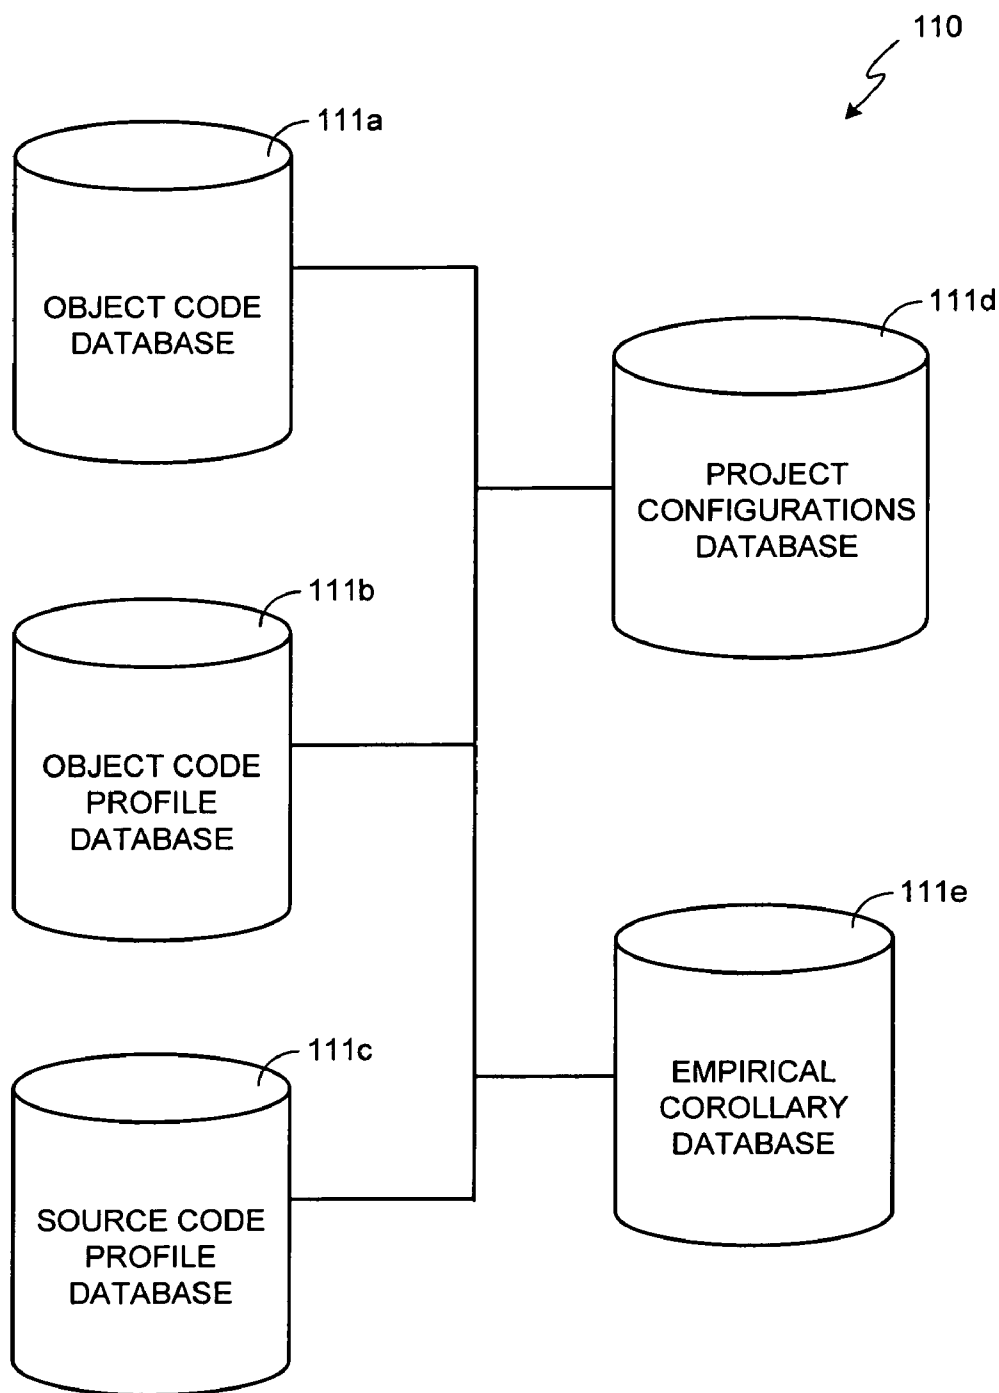 110
111a
OBJECT CODE
DATABASE
111d
PROJECT
CONFIGURATIONS
DATABASE
111b
OBJECT CODE
PROFILE
DATABASE
111e
EMPIRICAL
COROLLARY
DATABASE
111c
SOURCE CODE
PROFILE
DATABASE